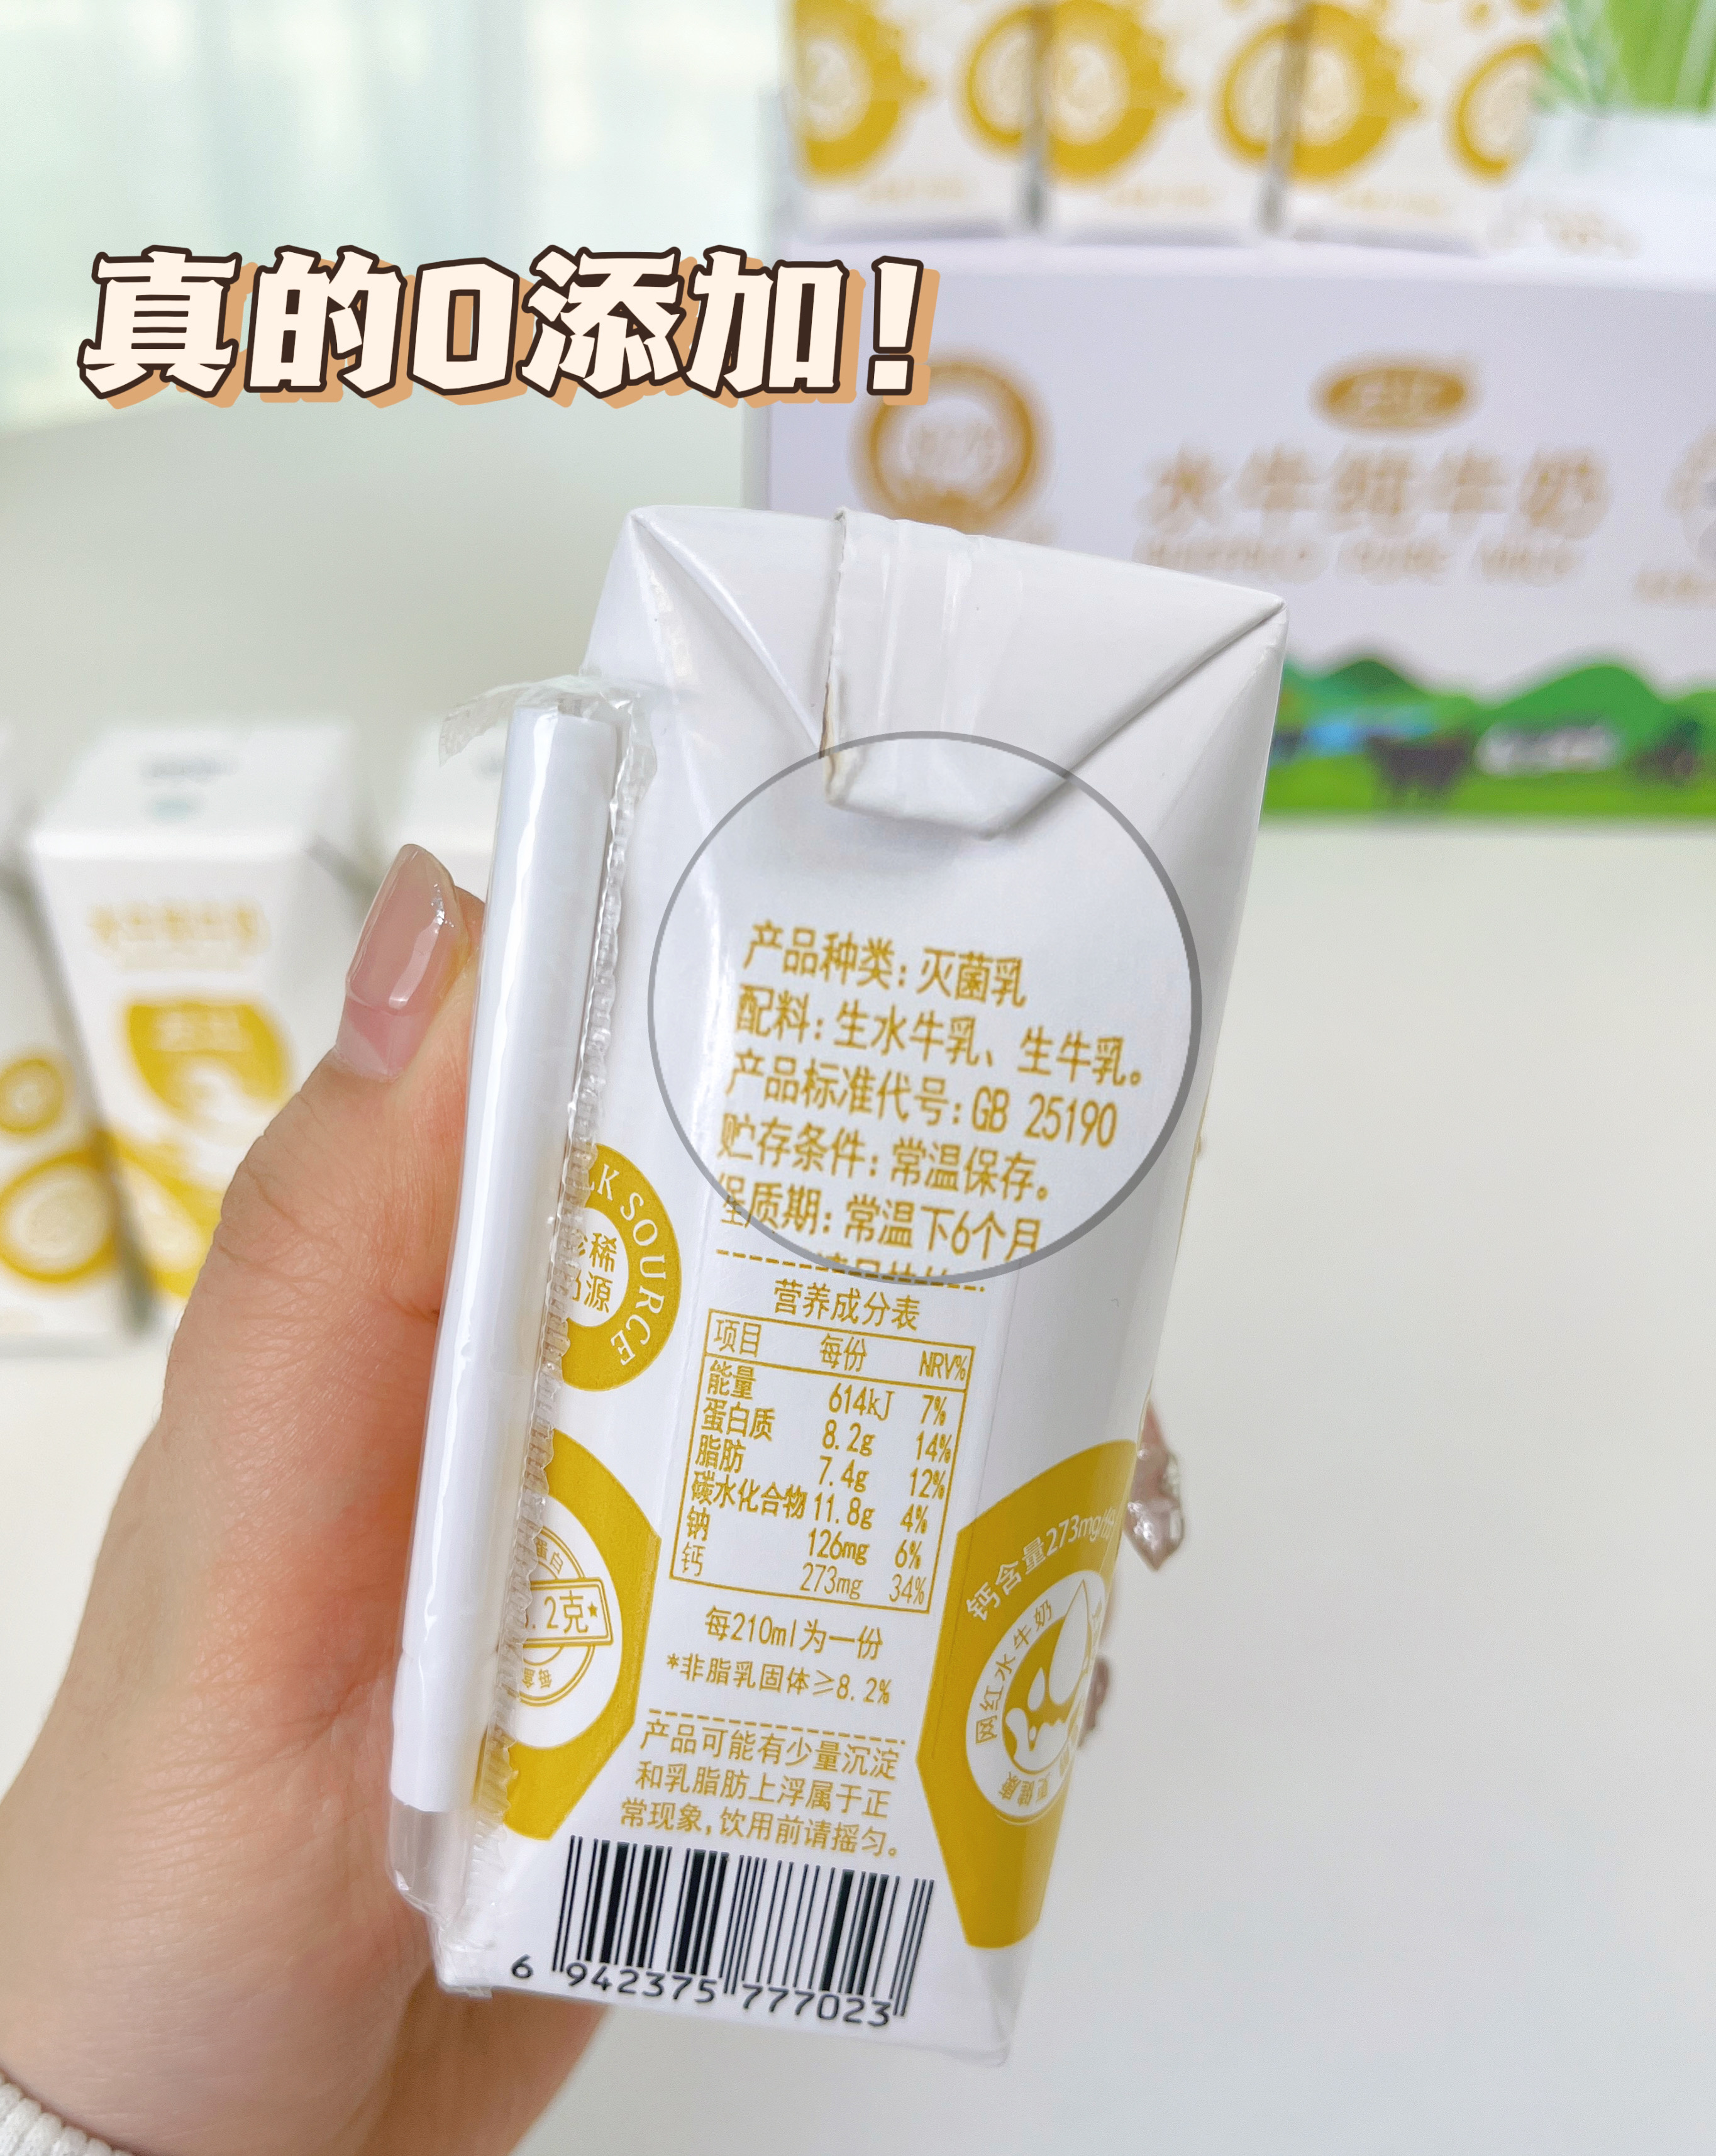 真的0添加！
水牛纯牛奶
产品种类：灭菌乳
配料：生水牛乳、生牛乳。
产品标准代号：GB 25190
贮存条件：常温保存。
保质期：常温下6个月
营养成分表
项目 每份 NRV%
能量 614kJ 7%
蛋白质 8.2g 14%
脂肪 7.4g 12%
碳水化合物 11.8g 4%
钠 126mg 6%
钙 273mg 34%
每210ml为一份
*非脂乳固体≥8.2%
产品可能有少量沉淀
和乳脂肪上浮属于正
常现象，饮用前请摇匀。
6 942375 777023
SOURCE
稀
源
蛋白
2克
钙含量273mg/份
网红水牛奶
更健康